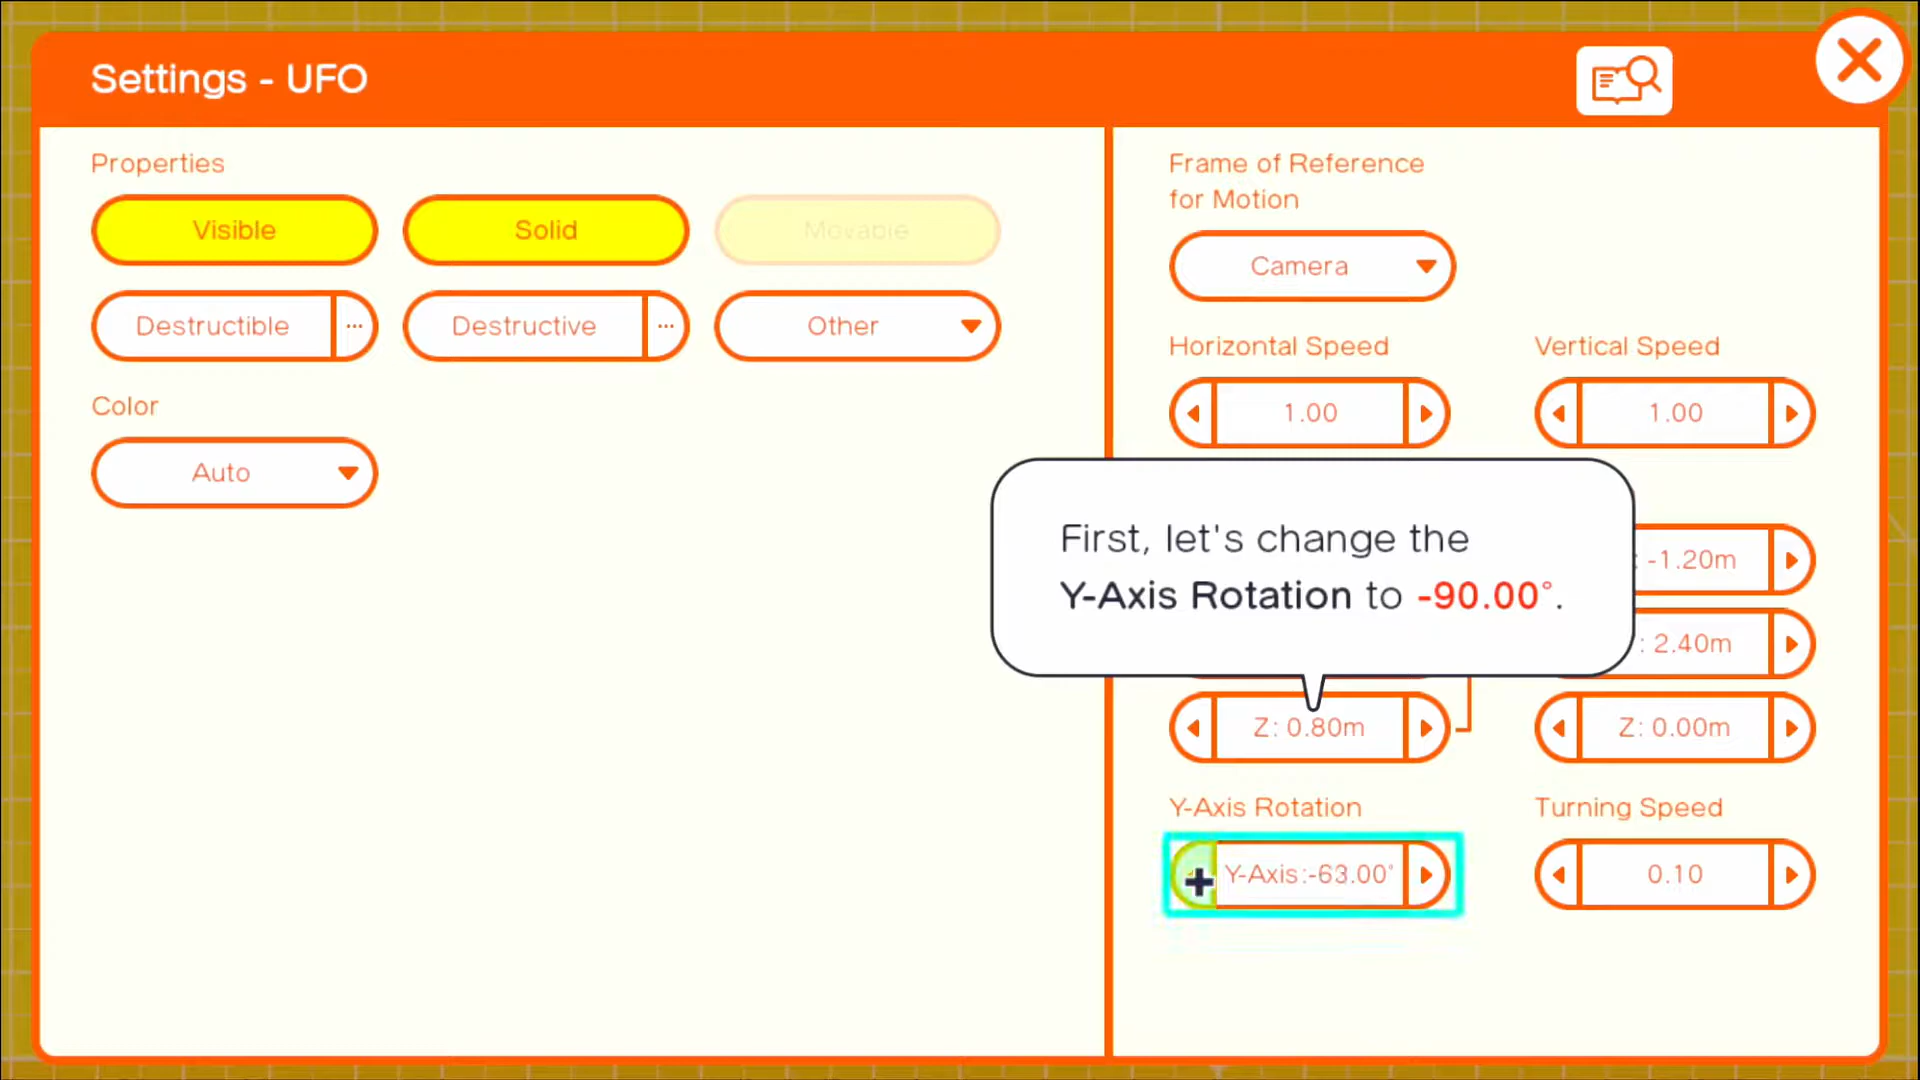 Settings - UFO
Properties
Visible
Solid
Movable
Destructible
...
Destructive
...
Other
Color
Auto
Frame of Reference
for Motion
Camera
Horizontal Speed
Vertical Speed
1.00
1.00
First, let's change the
Y-Axis Rotation to -90.00°.
: -1.20m
: 2.40m
Z: 0.80m
Z: 0.00m
Y-Axis Rotation
Turning Speed
Y-Axis:-63.00°
0.10